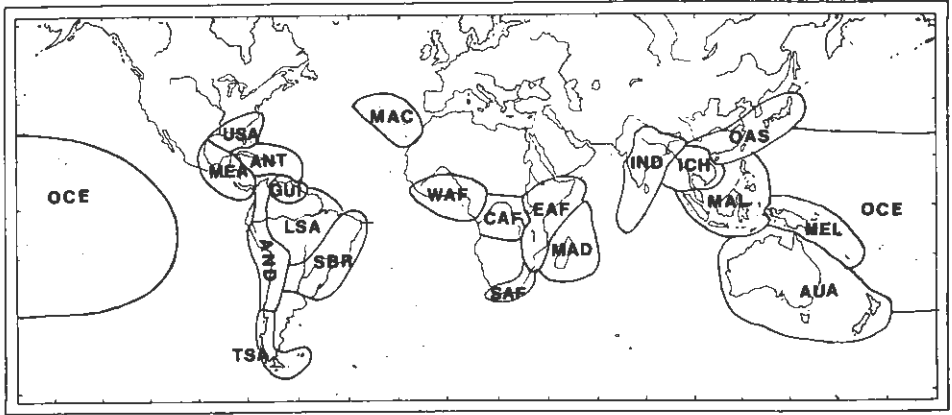 MAC
USA
OAS
ANT
MEA
IND
ICH
GUI
WAF
OCE
MAL
OCE
CAF
EAF
LSA
MEL
MAD
AND
SBR
SAF
AUA
TSA